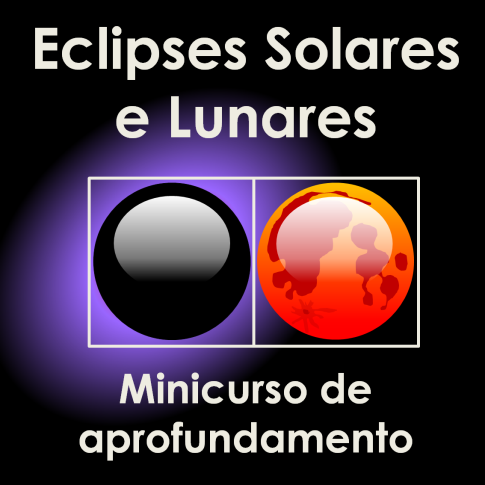 Eclipses Solares
e Lunares
Minicurso de
aprofundamento